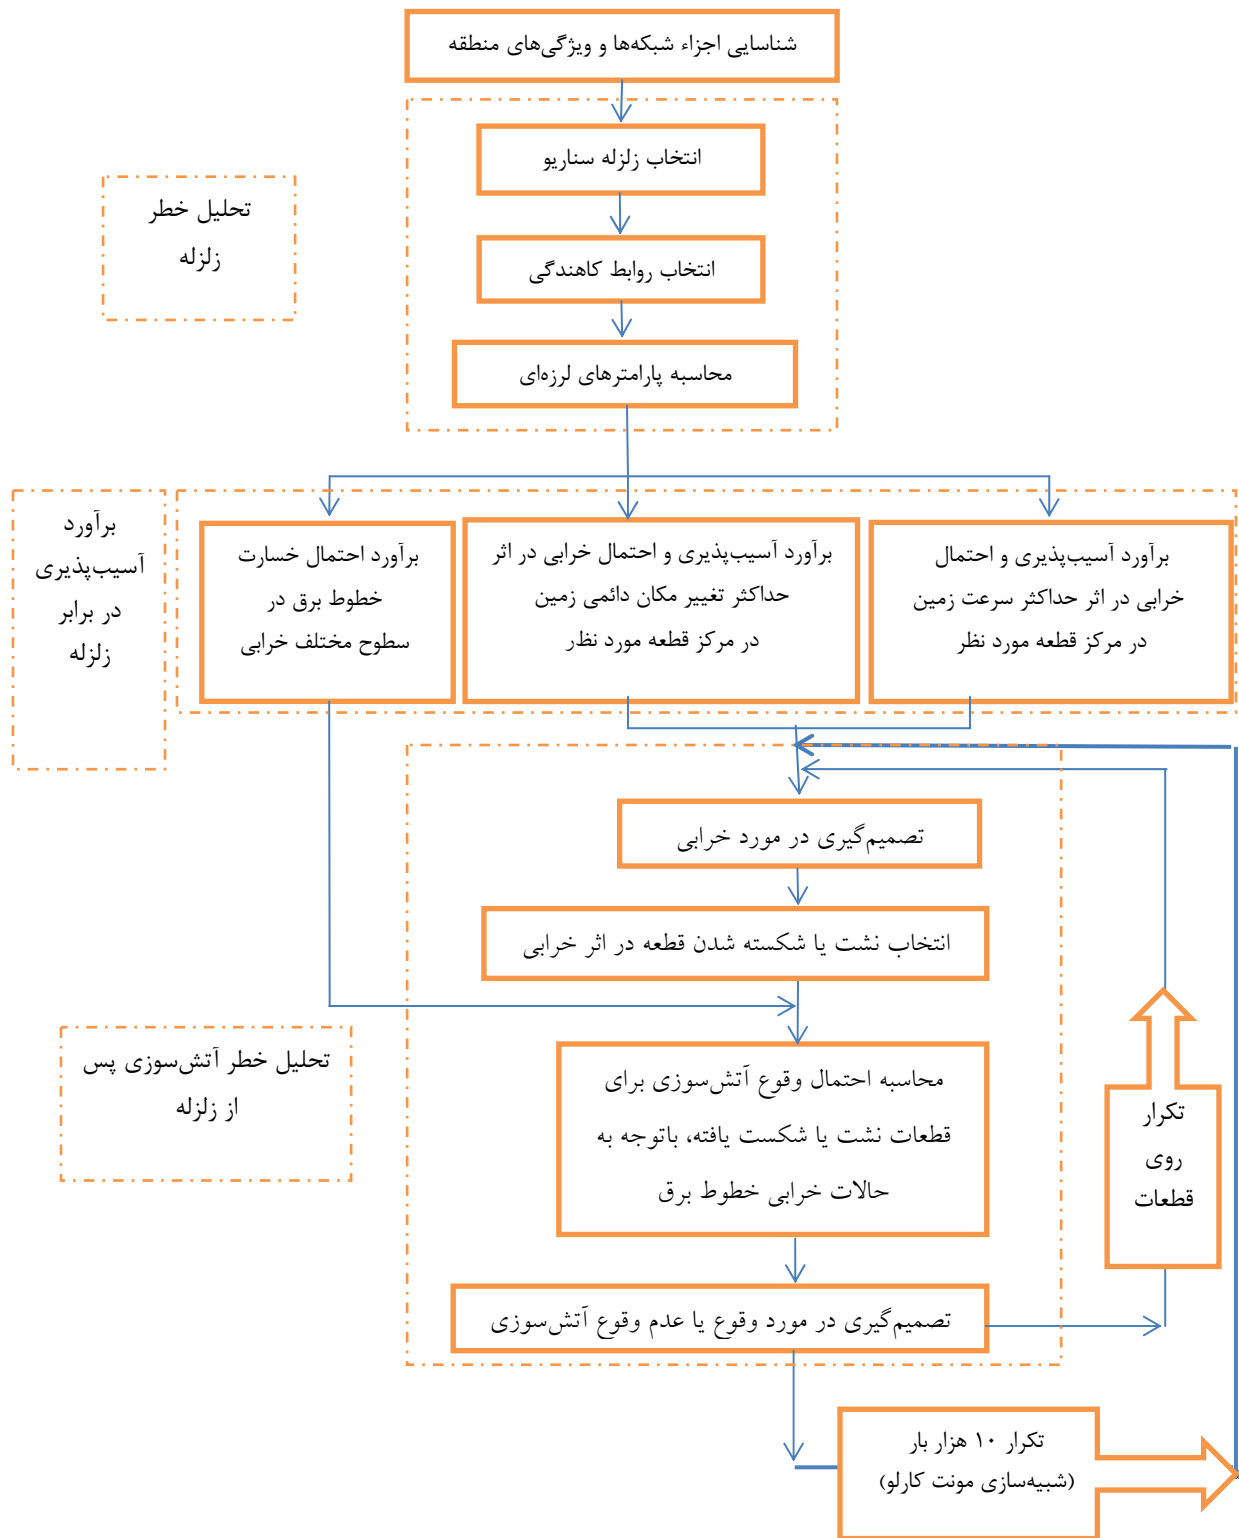 شناسایی اجزاء شبکه‌ها و ویژگی‌های منطقه
انتخاب زلزله سناریو
تحلیل خطر
زلزله
انتخاب روابط کاهندگی
محاسبه پارامترهای لرزه‌ای
برآورد آسیب‌پذیری و احتمال
خرابی در اثر حداکثر سرعت زمین
در مرکز قطعه مورد نظر
برآورد آسیب‌پذیری و احتمال خرابی در اثر
حداکثر تغییر مکان دائمی زمین
در مرکز قطعه مورد نظر
برآورد احتمال خسارت
خطوط برق در
سطوح مختلف خرابی
برآورد
آسیب‌پذیری
در برابر
زلزله
تصمیم‌گیری در مورد خرابی
انتخاب نشت یا شکسته شدن قطعه در اثر خرابی
محاسبه احتمال وقوع آتش‌سوزی برای
قطعات نشت یا شکست یافته، باتوجه به
حالات خرابی خطوط برق
تحلیل خطر آتش‌سوزی پس
از زلزله
تکرار
روی
قطعات
تصمیم‌گیری در مورد وقوع یا عدم وقوع آتش‌سوزی
تکرار ۱۰ هزار بار
(شبیه‌سازی مونت کارلو)